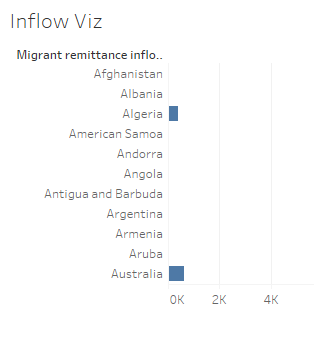 Inflow Viz
Migrant remittance inflo..
Afghanistan
Albania
Algeria
American Samoa
Andorra
Angola
Antigua and Barbuda
Argentina
Armenia
Aruba
Australia
0K 2K 4K